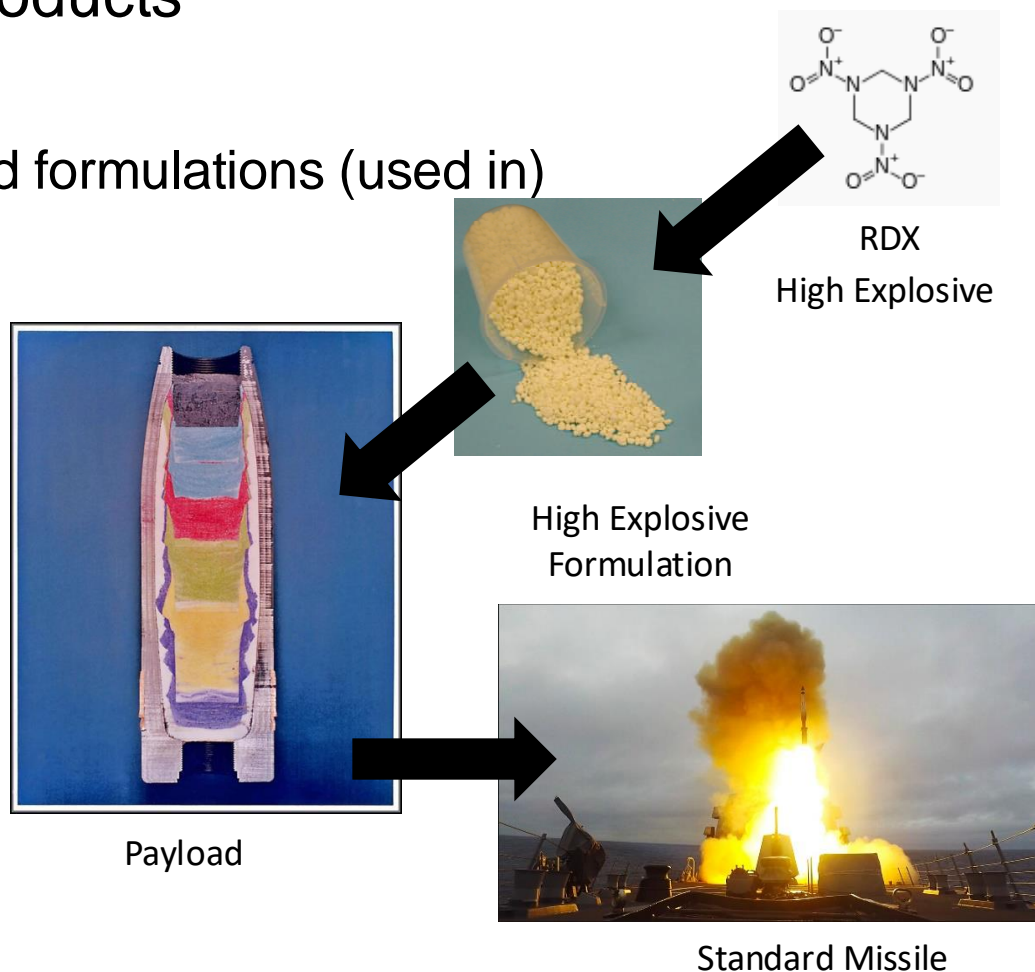 oducts
d formulations (used in)
O⁻ O⁻
N⁺ N⁺
O N N O
N
N⁺
O O⁻
RDX
High Explosive
High Explosive
Formulation
Payload
Standard Missile